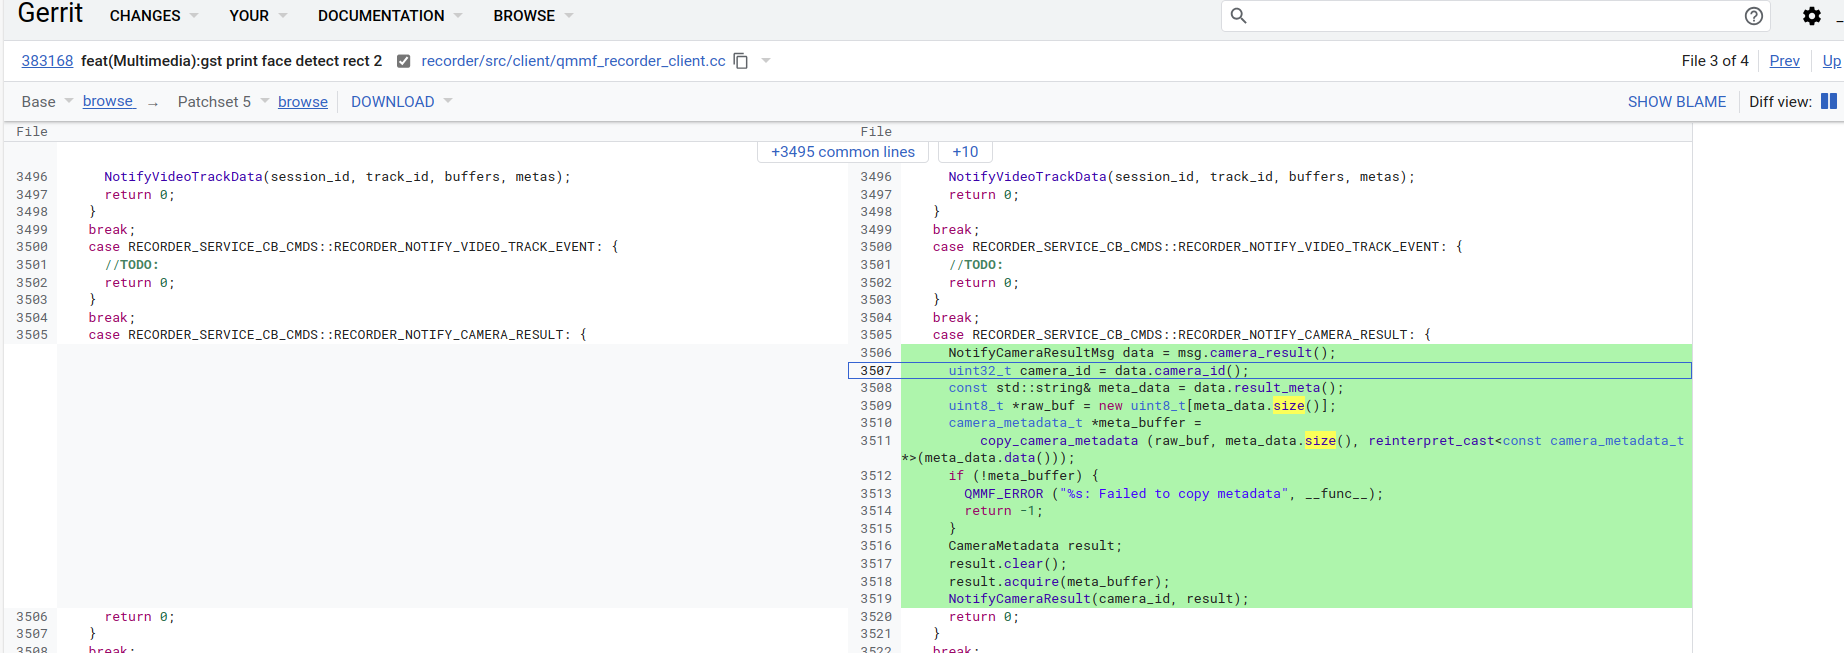 Gerrit CHANGES YOUR DOCUMENTATION BROWSE
383168 feat(Multimedia):gst print face detect rect 2 recorder/src/client/qmmf_recorder_client.cc File 3 of 4 Prev Up
Base browse → Patchset 5 browse DOWNLOAD SHOW BLAME Diff view:
File File
+3495 common lines +10
3496 NotifyVideoTrackData(session_id, track_id, buffers, metas); 3496 NotifyVideoTrackData(session_id, track_id, buffers, metas);
3497 return 0; 3497 return 0;
3498 } 3498 }
3499 break; 3499 break;
3500 case RECORDER_SERVICE_CB_CMDS::RECORDER_NOTIFY_VIDEO_TRACK_EVENT: { 3500 case RECORDER_SERVICE_CB_CMDS::RECORDER_NOTIFY_VIDEO_TRACK_EVENT: {
3501 //TODO: 3501 //TODO:
3502 return 0; 3502 return 0;
3503 } 3503 }
3504 break; 3504 break;
3505 case RECORDER_SERVICE_CB_CMDS::RECORDER_NOTIFY_CAMERA_RESULT: { 3505 case RECORDER_SERVICE_CB_CMDS::RECORDER_NOTIFY_CAMERA_RESULT: {
3506 NotifyCameraResultMsg data = msg.camera_result();
3507 uint32_t camera_id = data.camera_id();
3508 const std::string& meta_data = data.result_meta();
3509 uint8_t *raw_buf = new uint8_t[meta_data.size()];
3510 camera_metadata_t *meta_buffer =
3511 copy_camera_metadata (raw_buf, meta_data.size(), reinterpret_cast<const camera_metadata_t
*>(meta_data.data()));
3512 if (!meta_buffer) {
3513 QMMF_ERROR ("%s: Failed to copy metadata", __func__);
3514 return -1;
3515 }
3516 CameraMetadata result;
3517 result.clear();
3518 result.acquire(meta_buffer);
3519 NotifyCameraResult(camera_id, result);
3506 return 0; 3520 return 0;
3507 } 3521 }
3508 break; 3522 break;